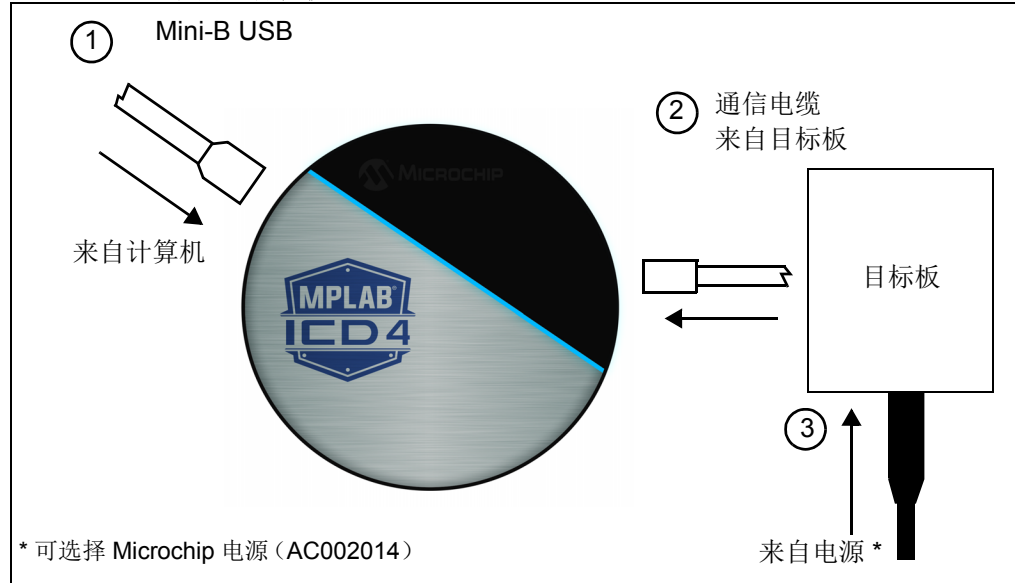 1 Mini-B USB
2 通信电缆
来自目标板
MICROCHIP
来自计算机
目标板
MPLAB®
ICD 4
3
* 可选择 Microchip 电源（AC002014）
来自电源 *